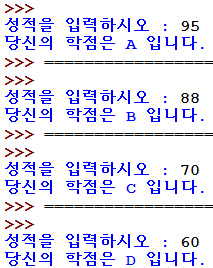 >>>
성적을 입력하시오 : 95
당신의 학점은 A 입니다.
>>> ================
>>>
성적을 입력하시오 : 88
당신의 학점은 B 입니다.
>>> ================
>>>
성적을 입력하시오 : 70
당신의 학점은 C 입니다.
>>> ================
>>>
성적을 입력하시오 : 60
당신의 학점은 D 입니다.